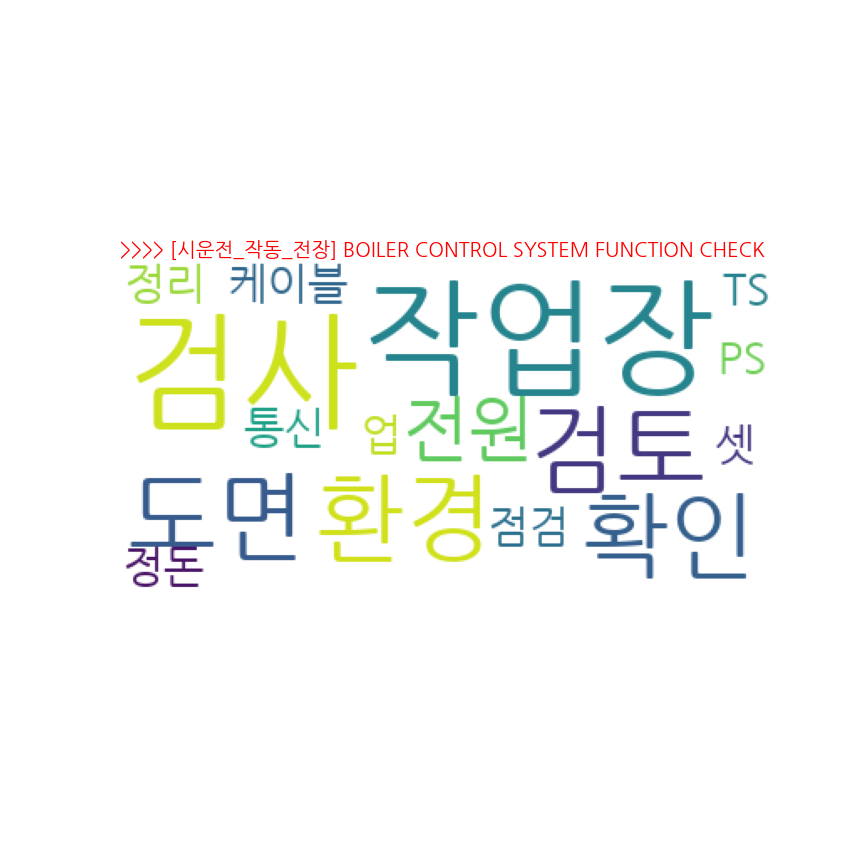 >>>> [시운전_작동_전장] BOILER CONTROL SYSTEM FUNCTION CHECK
정리
케이블
작업장
TS
검사
PS
통신
업
전원
검토
셋
도면
환경
점검
확인
정돈